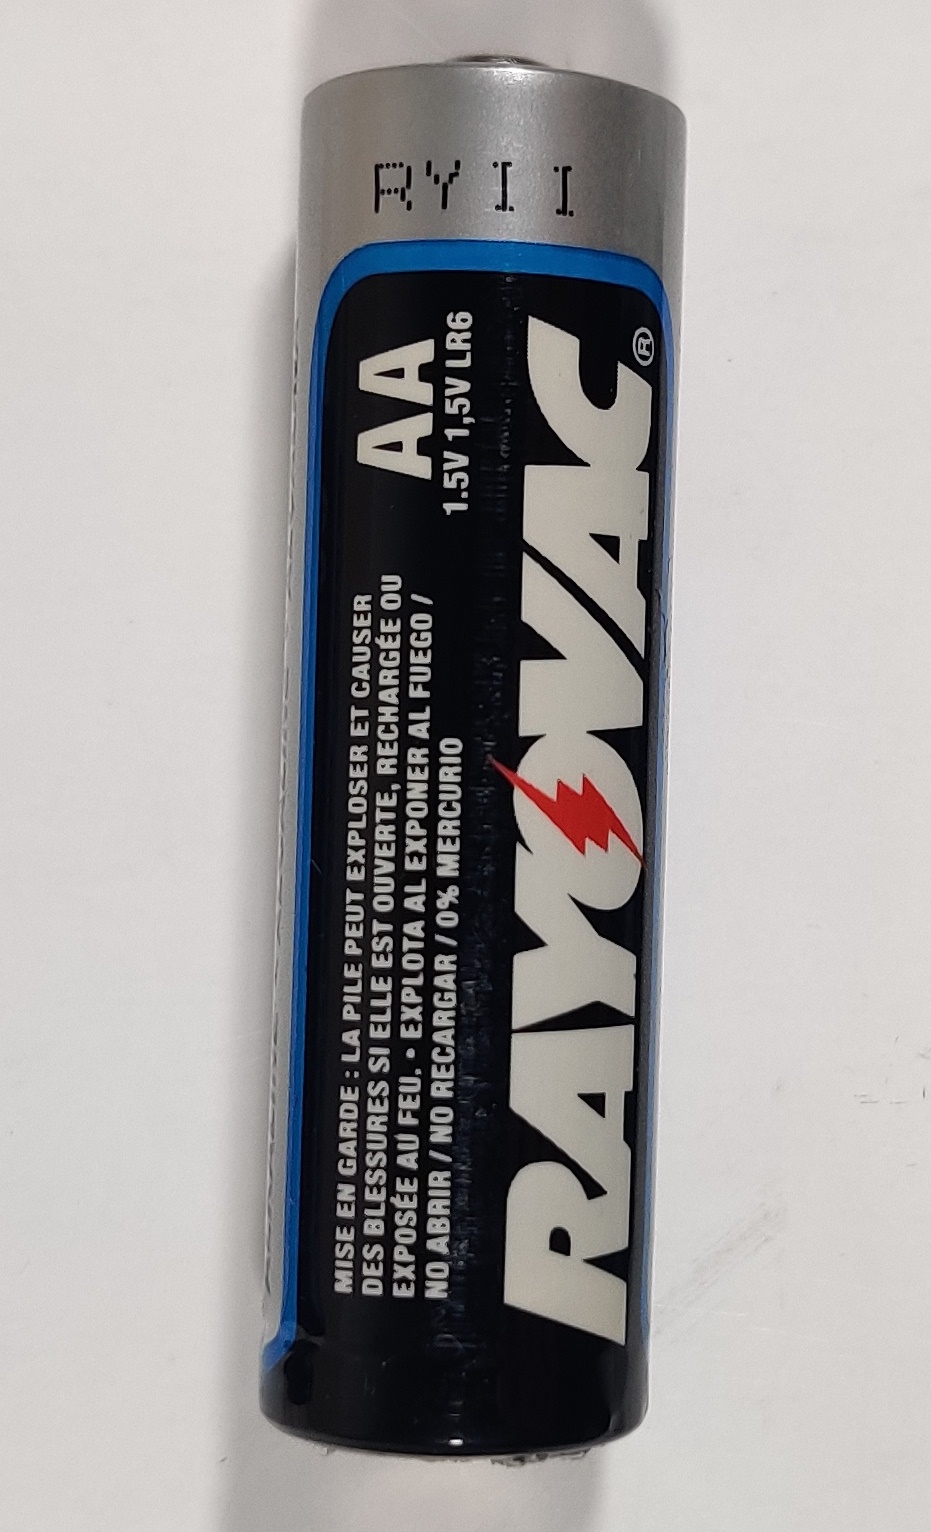 RYII
AA
1.5V 1,5V LR6
MISE EN GARDE : LA PILE PEUT EXPLOSER ET CAUSER
DES BLESSURES SI ELLE EST OUVERTE, RECHARGÉE OU
EXPOSÉE AU FEU. • EXPLOTA AL EXPONER AL FUEGO /
NO ABRIR / NO RECARGAR / 0% MERCURIO
RAYOVAC®